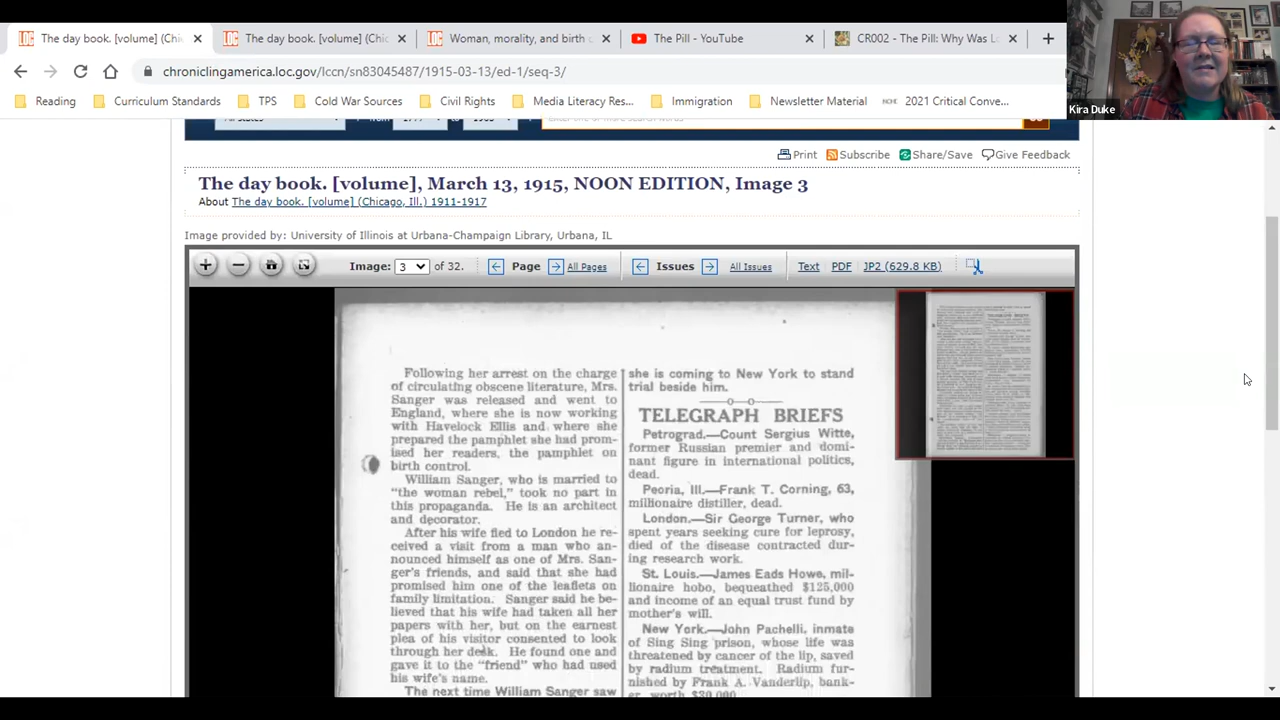 The day book. [volume] (Chi
The day book. [volume] (Chi
Woman, morality, and birth c
The Pill - YouTube
CR002 - The Pill: Why Was L
chroniclingamerica.loc.gov/lccn/sn83045487/1915-03-13/ed-1/seq-3/
Reading
Curriculum Standards
TPS
Cold War Sources
Civil Rights
Media Literacy Res...
Immigration
Newsletter Material
2021 Critical Conve...
Kira Duke
Print
Subscribe
Share/Save
Give Feedback
The day book. [volume], March 13, 1915, NOON EDITION, Image 3
About The day book. [volume] (Chicago, Ill.) 1911-1917
Image provided by: University of Illinois at Urbana-Champaign Library, Urbana, IL
Image: 3 of 32.
Page
All Pages
Issues
All Issues
Text
PDF
JP2 (629.8 KB)
Following her arrest on the charge
of circulating obscene literature, Mrs.
Sanger was released and went to
England, where she is now working
with Havelock Ellis and where she
prepared the pamphlet she had prom-
ised her readers, the pamphlet on
birth control.
William Sanger, who is married to
"the woman rebel," took no part in
this propaganda. He is an architect
and decorator.
After his wife fled to London he re-
ceived a visit from a man who an-
nounced himself as one of Mrs. San-
ger's friends, and said that she had
promised him one of the leaflets on
family limitation. Sanger said he be-
lieved that his wife had taken all her
papers with her, but on the earnest
plea of his visitor consented to look
through her desk. He found one and
gave it to the "friend" who had used
his wife's name.
The next time William Sanger saw
she is coming to New York to stand
trial beside him.
TELEGRAPH BRIEFS
Petrograd.—Count Sergius Witte,
former Russian premier and domi-
nant figure in international politics,
dead.
Peoria, Ill.—Frank T. Corning, 63,
millionaire distiller, dead.
London.—Sir George Turner, who
spent years seeking cure for leprosy,
died of the disease contracted dur-
ing research work.
St. Louis.—James Eads Howe, mil-
lionaire hobo, bequeathed $125,000
and income of an equal trust fund by
mother's will.
New York.—John Pachelli, inmate
of Sing Sing prison, whose life was
threatened by cancer of the lip, saved
by radium treatment. Radium fur-
nished by Frank A. Vanderlip, bank-
er, worth $30,000.